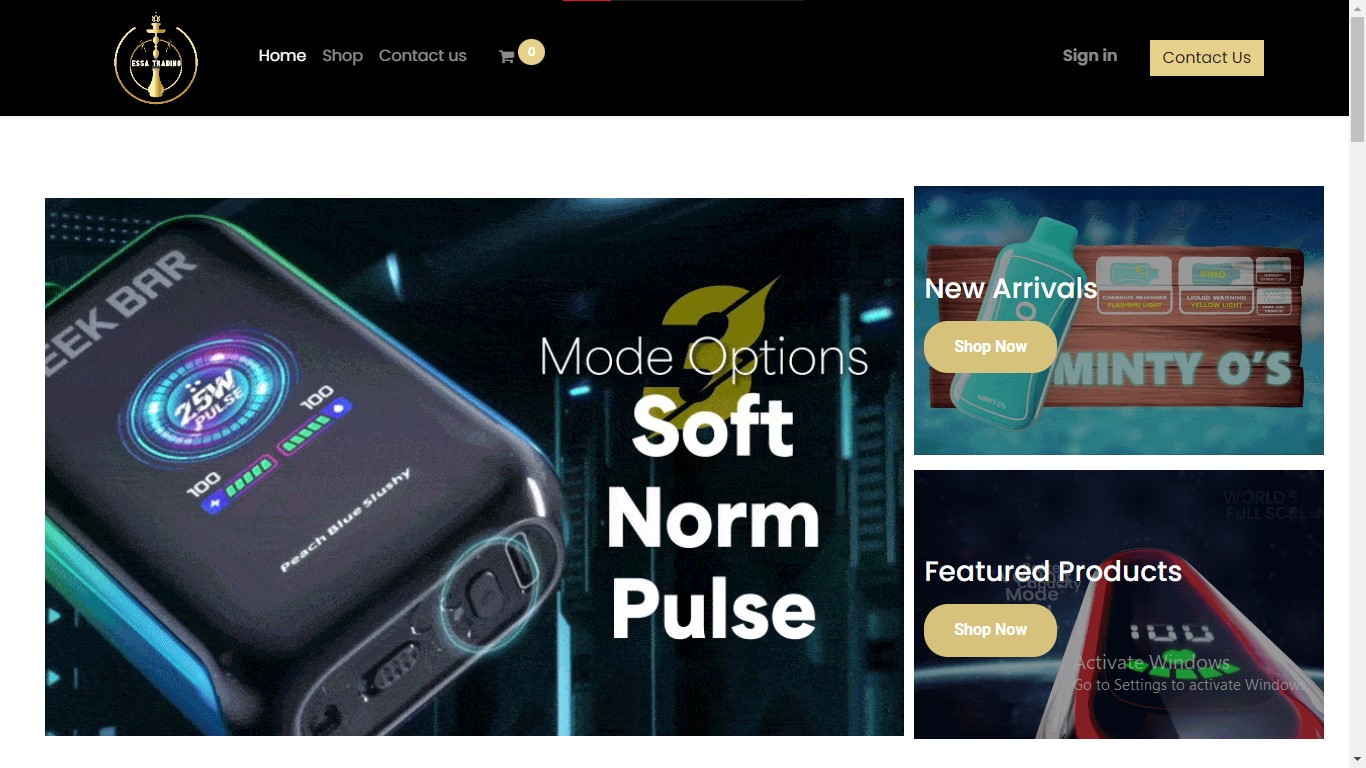 ESSA TRADING
Home
Shop
Contact us
0
Sign in
Contact Us
EEK BAR
25W
PULSE
100
100
Peach Blue Slushy
3
Mode Options
Soft
Norm
Pulse
New Arrivals
Shop Now
CHARGING REMINDER
FLASHING LIGHT
VIHO
LIQUID WARNING
YELLOW LIGHT
MINTY O'S
MINTY O'S
WORLD'S
FULL SCREEN
Featured Products
Capacity
Mode
Shop Now
100
Activate Windows
Go to Settings to activate Windows.